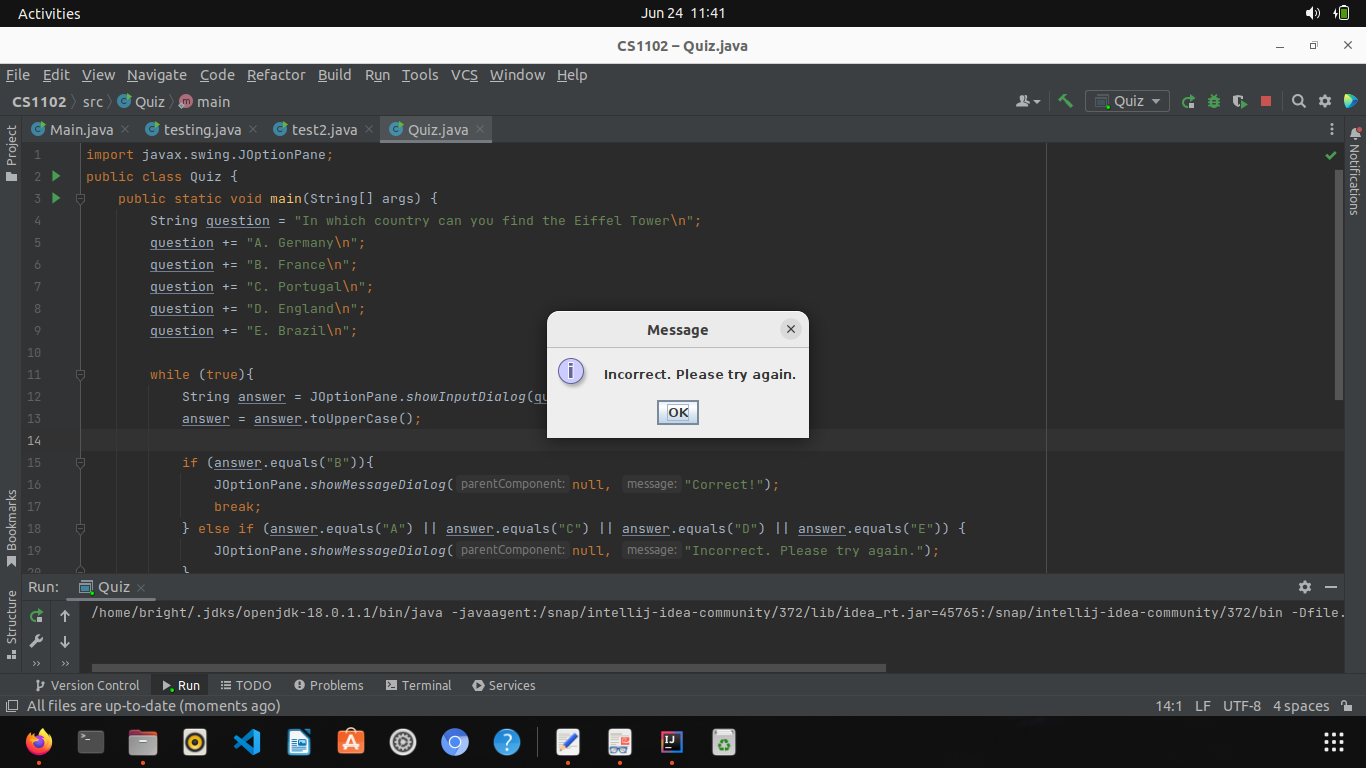 Activities
Jun 24 11:41
CS1102 – Quiz.java
File Edit View Navigate Code Refactor Build Run Tools VCS Window Help
CS1102 src Quiz main
Quiz
Main.java testing.java test2.java Quiz.java
Project
Notifications
1 import javax.swing.JOptionPane;
2 public class Quiz {
3 public static void main(String[] args) {
4 String question = "In which country can you find the Eiffel Tower\n";
5 question += "A. Germany\n";
6 question += "B. France\n";
7 question += "C. Portugal\n";
8 question += "D. England\n";
9 question += "E. Brazil\n";
10
11 while (true){
12 String answer = JOptionPane.showInputDialog(
13 answer = answer.toUpperCase();
14
15 if (answer.equals("B")){
16 JOptionPane.showMessageDialog( parentComponent: null, message: "Correct!");
17 break;
18 } else if (answer.equals("A") || answer.equals("C") || answer.equals("D") || answer.equals("E")) {
19 JOptionPane.showMessageDialog( parentComponent: null, message: "Incorrect. Please try again.");
20 }
Message
Incorrect. Please try again.
OK
Bookmarks
Structure
Run: Quiz
/home/bright/.jdks/openjdk-18.0.1.1/bin/java -javaagent:/snap/intellij-idea-community/372/lib/idea_rt.jar=45765:/snap/intellij-idea-community/372/bin -Dfile.
Version Control Run TODO Problems Terminal Services
All files are up-to-date (moments ago)
14:1 LF UTF-8 4 spaces